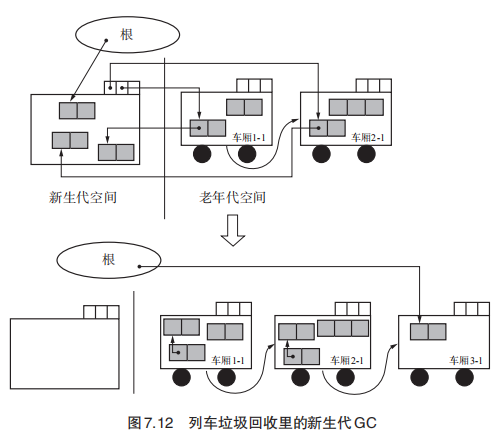 根
车厢1-1
车厢2-1
新生代空间
老年代空间
根
车厢1-1
车厢2-1
车厢3-1
图7.12 列车垃圾回收里的新生代GC